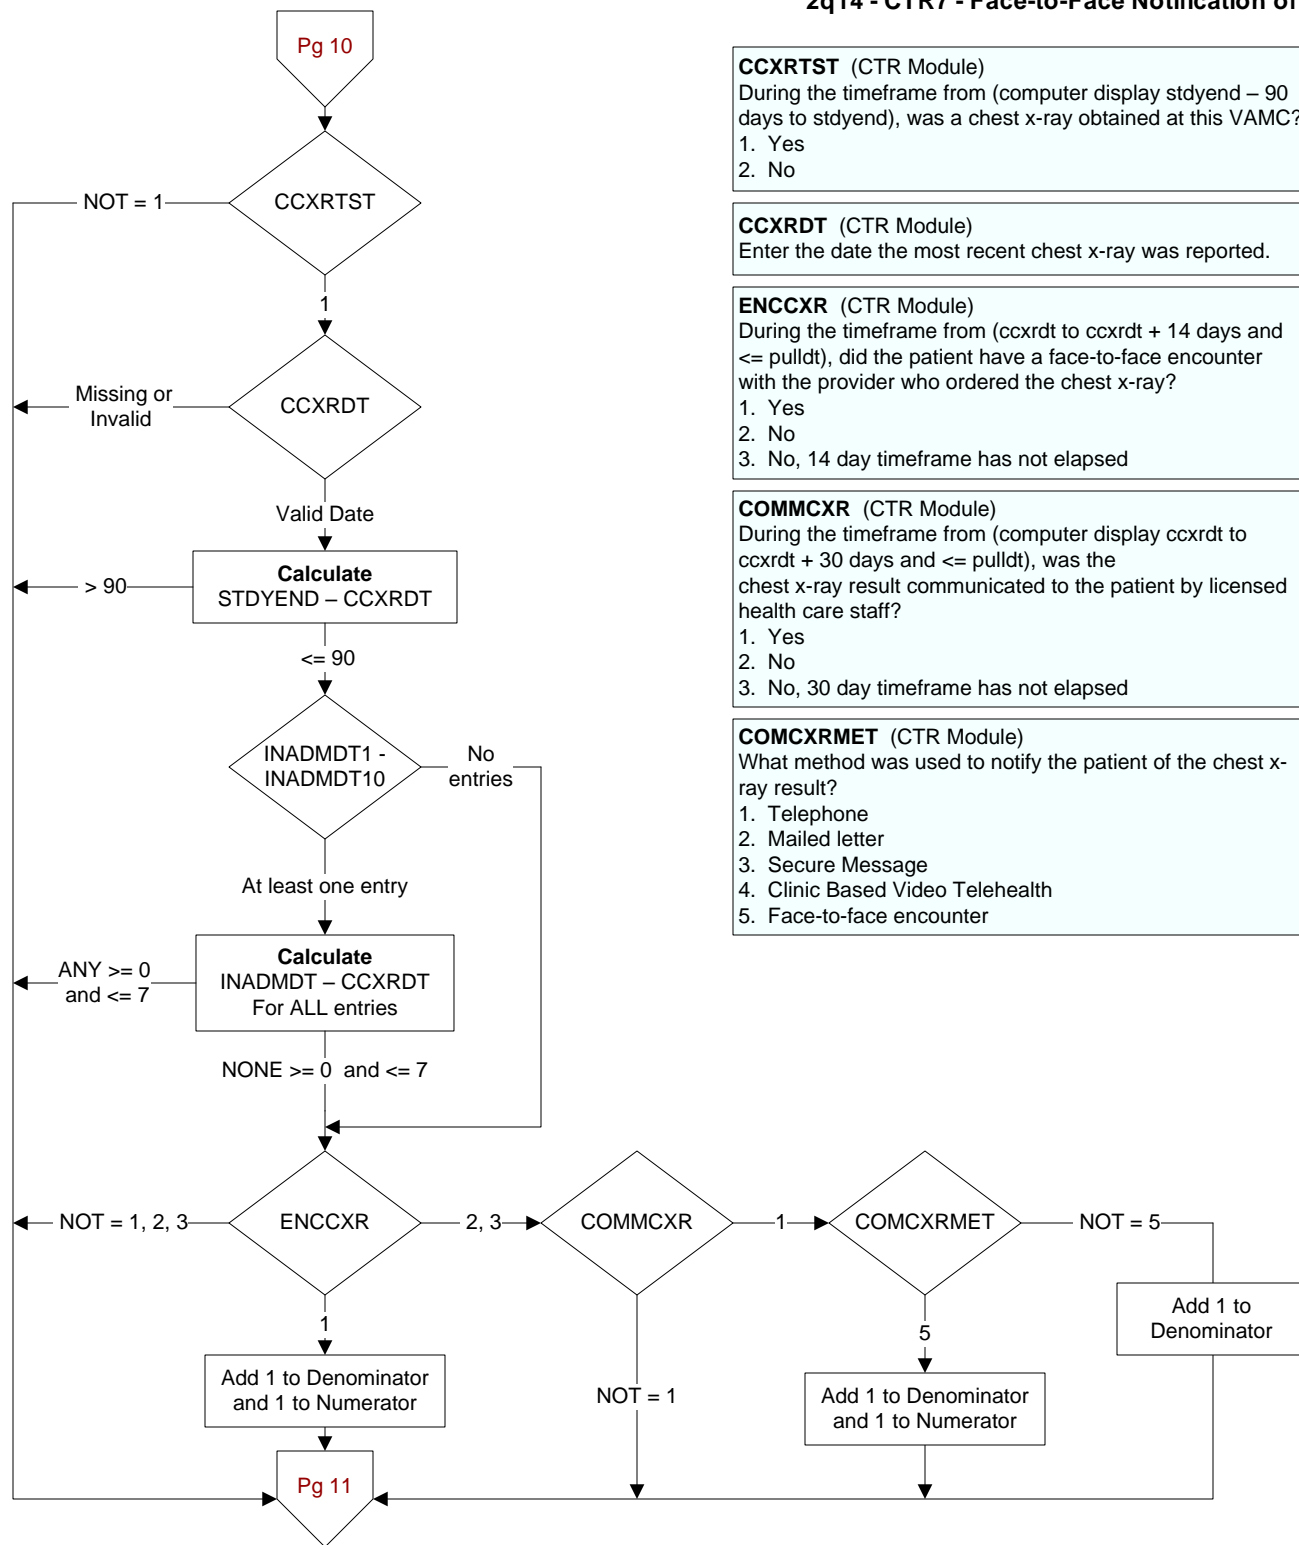 2q14 - CTR7 - Face-to-Face Notification of
Pg 10
CCXRTST (CTR Module)
During the timeframe from (computer display stdyend – 90
days to stdyend), was a chest x-ray obtained at this VAMC?
1. Yes
2. No
CCXRDT (CTR Module)
Enter the date the most recent chest x-ray was reported.
ENCCXR (CTR Module)
During the timeframe from (ccxrdt to ccxrdt + 14 days and
<= pulldt), did the patient have a face-to-face encounter
with the provider who ordered the chest x-ray?
1. Yes
2. No
3. No, 14 day timeframe has not elapsed
COMMCXR (CTR Module)
During the timeframe from (computer display ccxrdt to
ccxrdt + 30 days and <= pulldt), was the
chest x-ray result communicated to the patient by licensed
health care staff?
1. Yes
2. No
3. No, 30 day timeframe has not elapsed
COMCXRMET (CTR Module)
What method was used to notify the patient of the chest x-
ray result?
1. Telephone
2. Mailed letter
3. Secure Message
4. Clinic Based Video Telehealth
5. Face-to-face encounter
NOT = 1
CCXRTST
1
Missing or
Invalid
CCXRDT
Valid Date
> 90
Calculate
STDYEND – CCXRDT
<= 90
INADMDT1 -
INADMDT10
No
entries
At least one entry
ANY >= 0
and <= 7
Calculate
INADMDT – CCXRDT
For ALL entries
NONE >= 0 and <= 7
NOT = 1, 2, 3
ENCCXR
2, 3
COMMCXR
1
COMCXRMET
NOT = 5
1
5
Add 1 to
Denominator
Add 1 to Denominator
and 1 to Numerator
NOT = 1
Add 1 to Denominator
and 1 to Numerator
Pg 11